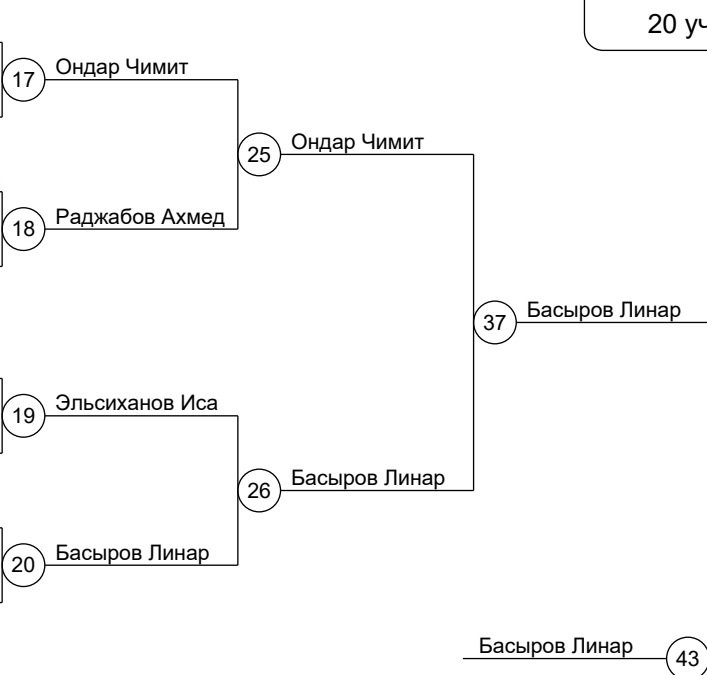 20 уч
17 Ондар Чимит
25 Ондар Чимит
18 Раджабов Ахмед
37 Басыров Линар
19 Эльсиханов Иса
26 Басыров Линар
20 Басыров Линар
Басыров Линар 43